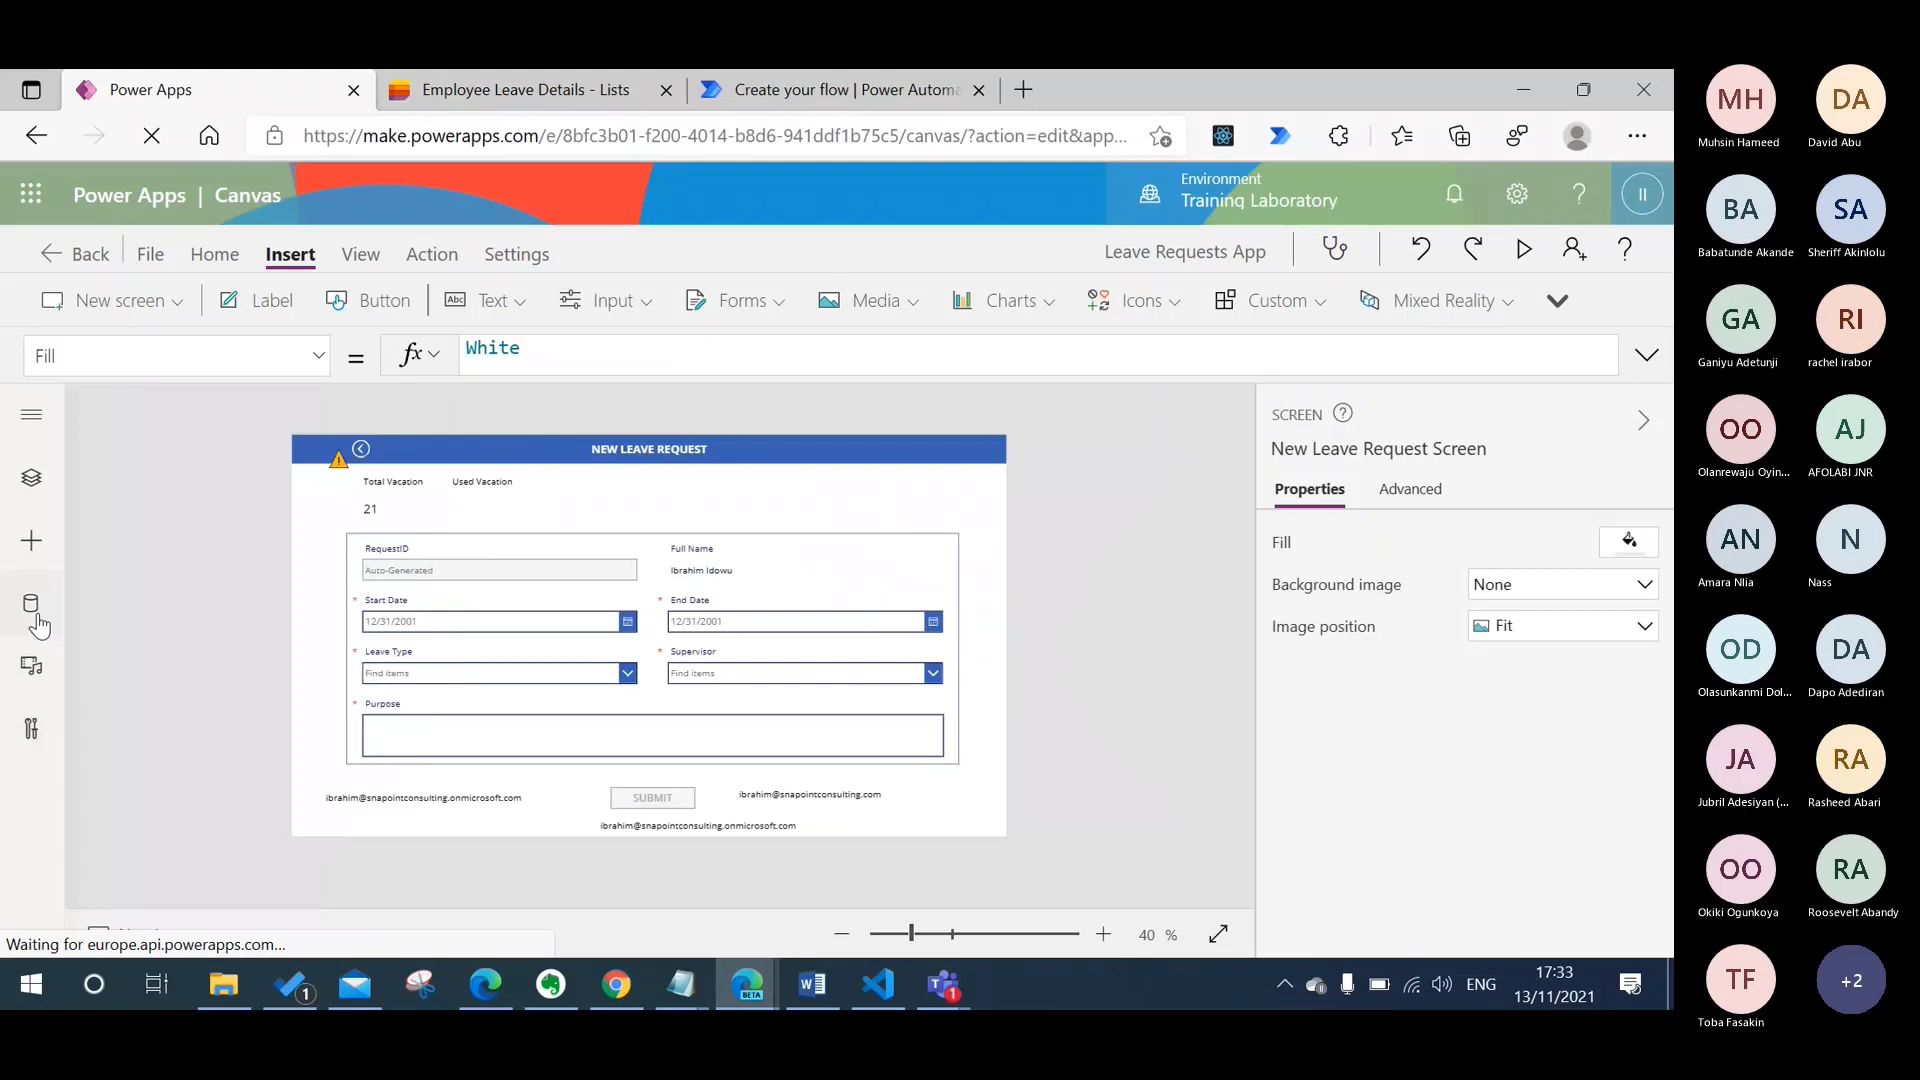 Power Apps
Employee Leave Details - Lists
Create your flow | Power Automa
https://make.powerapps.com/e/8bfc3b01-f200-4014-b8d6-941ddf1b75c5/canvas/?action=edit&app...
Power Apps | Canvas
Environment
Training Laboratory
II
Back
File
Home
Insert
View
Action
Settings
Leave Requests App
New screen
Label
Button
Abc Text
Input
Forms
Media
Charts
Icons
Custom
Mixed Reality
Fill
=
fx
White
NEW LEAVE REQUEST
Total Vacation
Used Vacation
21
RequestID
Full Name
Auto-Generated
Ibrahim Idowu
* Start Date
* End Date
12/31/2001
12/31/2001
* Leave Type
* Supervisor
Find items
Find items
* Purpose
ibrahim@snapointconsulting.onmicrosoft.com
SUBMIT
ibrahim@snapointconsulting.com
ibrahim@snapointconsulting.onmicrosoft.com
SCREEN
New Leave Request Screen
Properties
Advanced
Fill
Background image
None
Image position
Fit
40 %
Waiting for europe.api.powerapps.com...
1
BETA
1
ENG
17:33
13/11/2021
MH
Muhsin Hameed
DA
David Abu
BA
Babatunde Akande
SA
Sheriff Akinlolu
GA
Ganiyu Adetunji
RI
rachel irabor
OO
Olanrewaju Oyin...
AJ
AFOLABI JNR
AN
Amara Nlia
N
Nass
OD
Olasunkanmi Dol...
DA
Dapo Adediran
JA
Jubril Adesiyan (...
RA
Rasheed Abari
OO
Okiki Ogunkoya
RA
Roosevelt Abandy
TF
Toba Fasakin
+2